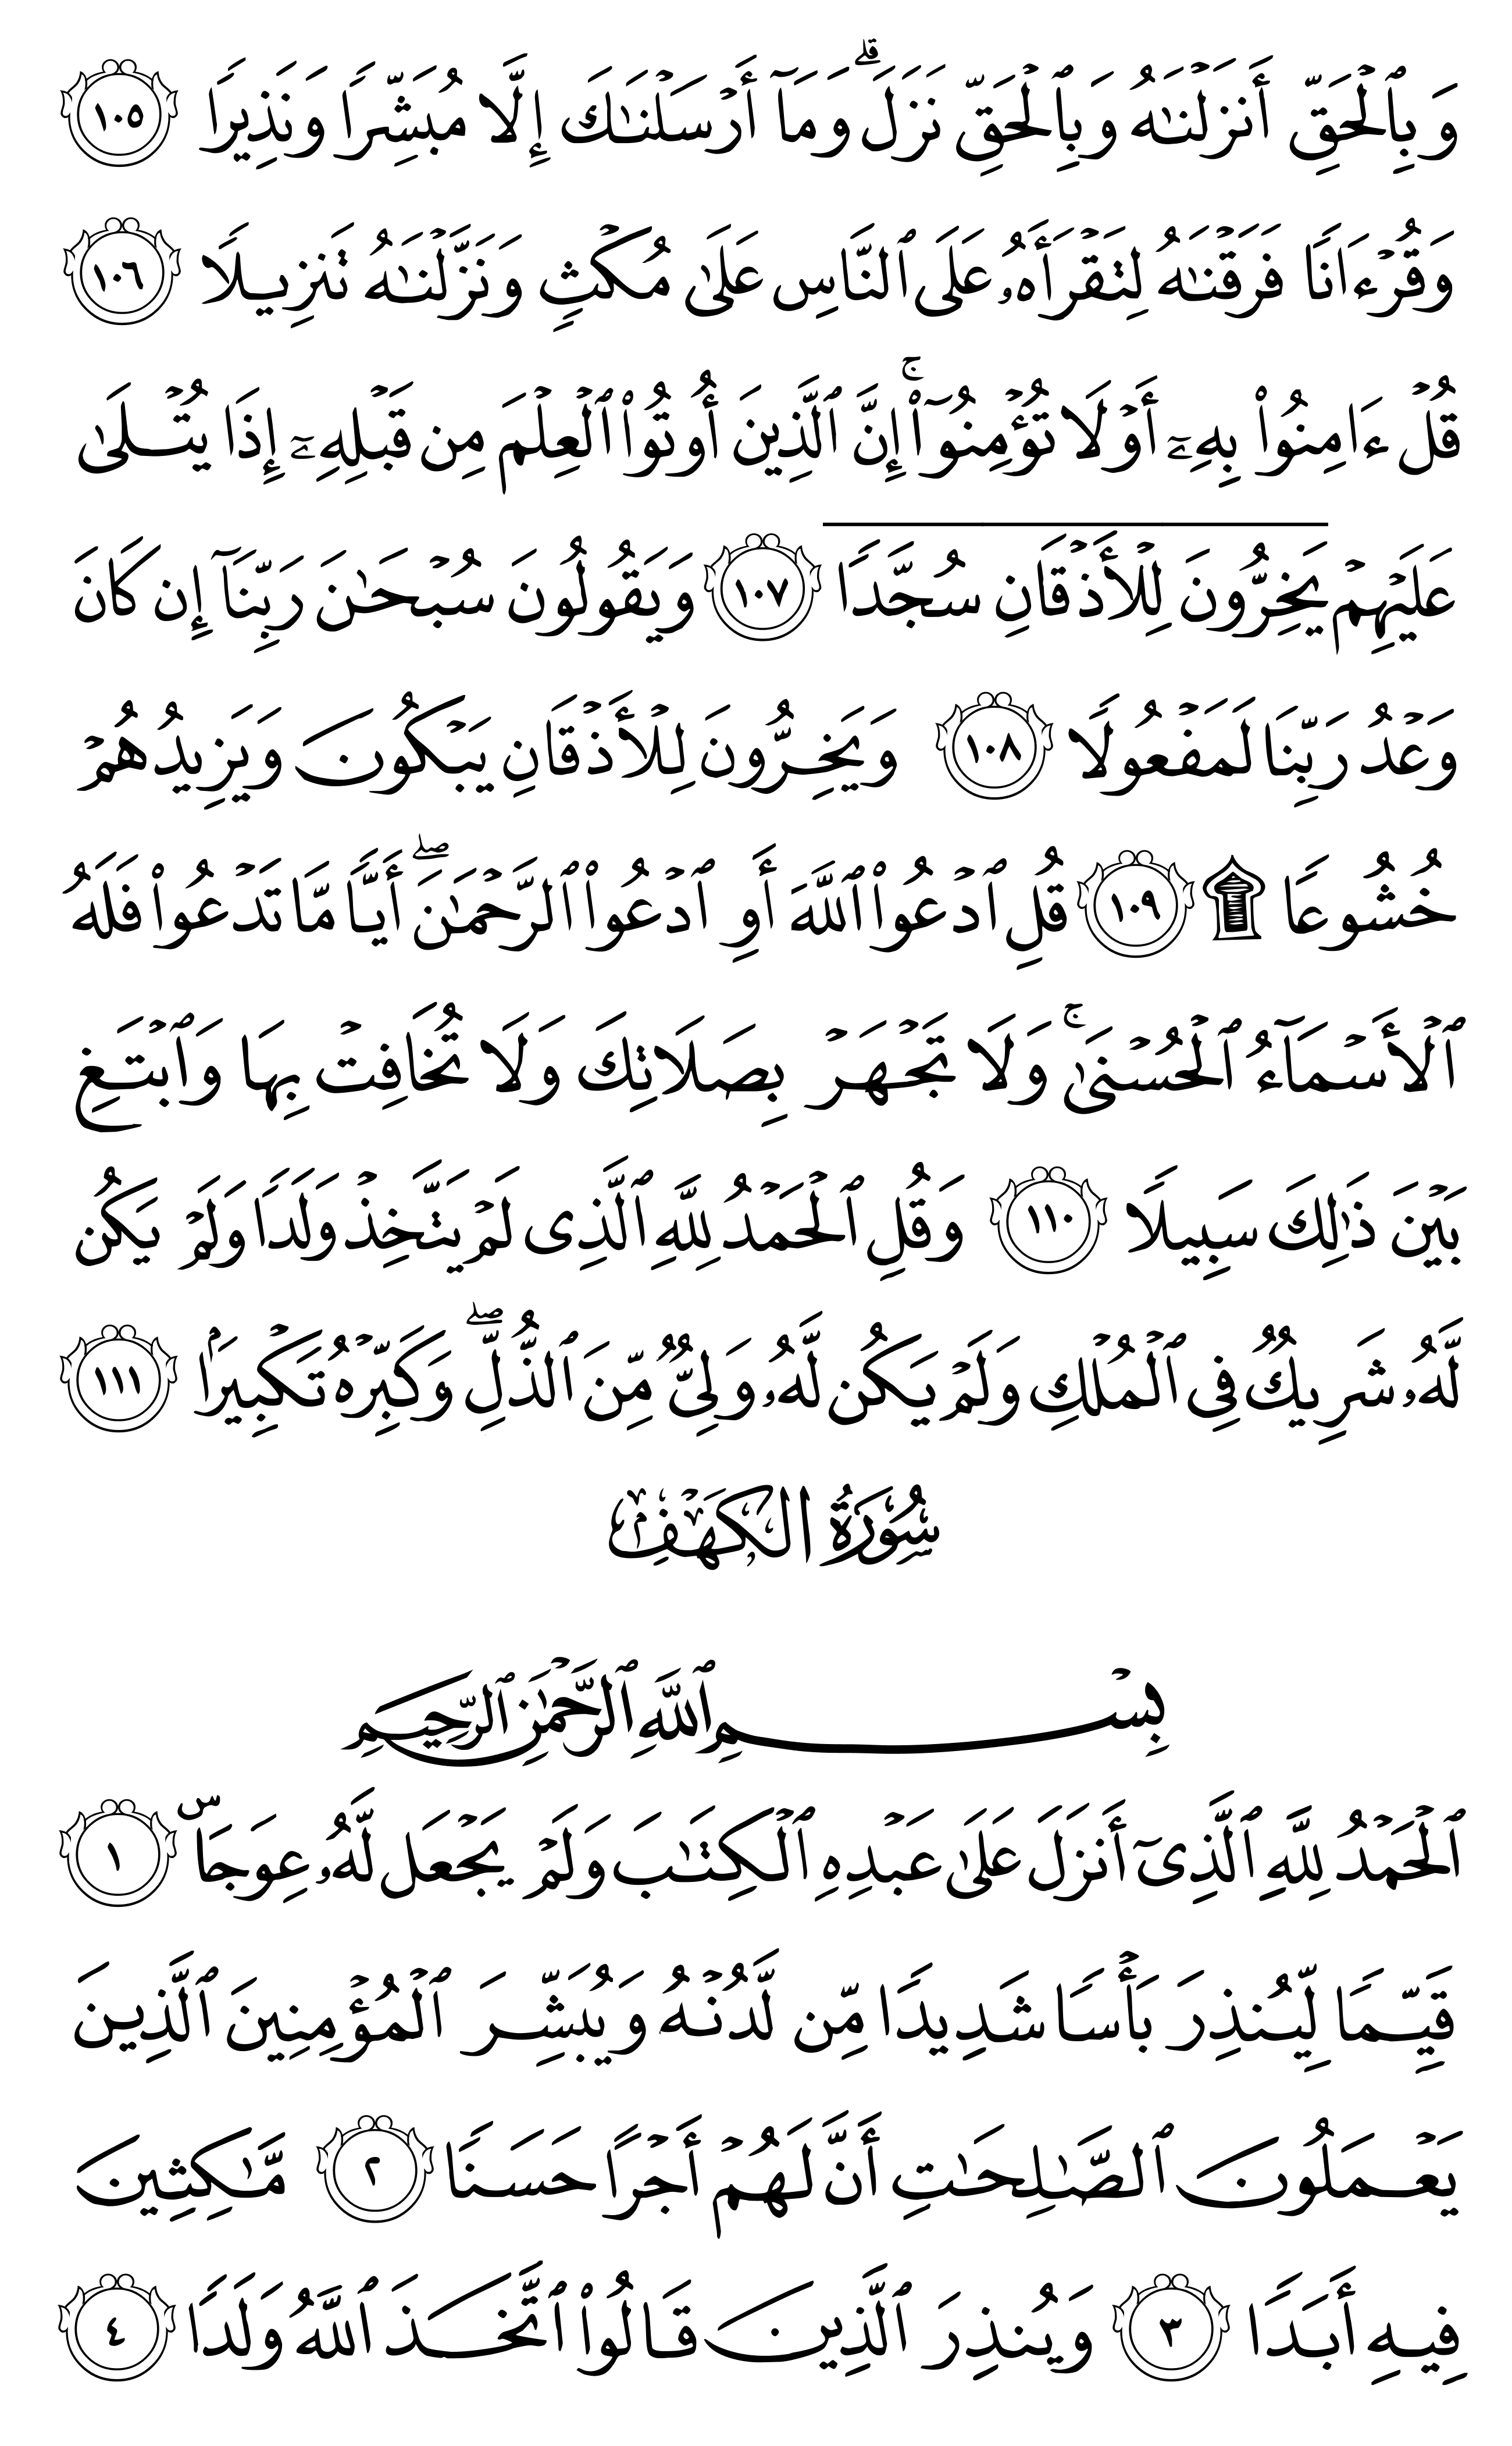 وَبِٱلْحَقِّ أَنزَلْنَـٰهُ وَبِٱلْحَقِّ نَزَلَ ۗ وَمَآ أَرْسَلْنَـٰكَ إِلَّا مُبَشِّرًا وَنَذِيرًا ١٠٥
وَقُرْءَانًا فَرَقْنَـٰهُ لِتَقْرَأَهُۥ عَلَى ٱلنَّاسِ عَلَىٰ مُكْثٍ وَنَزَّلْنَـٰهُ تَنزِيلًا ١٠٦
قُلْ ءَامِنُوا۟ بِهِۦٓ أَوْ لَا تُؤْمِنُوٓا۟ ۚ إِنَّ ٱلَّذِينَ أُوتُوا۟ ٱلْعِلْمَ مِن قَبْلِهِۦٓ إِذَا يُتْلَىٰ
عَلَيْهِمْ يَخِرُّونَ لِلْأَذْقَانِ سُجَّدًا ١٠٧ وَيَقُولُونَ سُبْحَـٰنَ رَبِّنَآ إِن كَانَ
وَعْدُ رَبِّنَا لَمَفْعُولًا ١٠٨ وَيَخِرُّونَ لِلْأَذْقَانِ يَبْكُونَ وَيَزِيدُهُمْ
خُشُوعًا ۩ ١٠٩ قُلِ ٱدْعُوا۟ ٱللَّهَ أَوِ ٱدْعُوا۟ ٱلرَّحْمَـٰنَ ۖ أَيًّا مَّا تَدْعُوا۟ فَلَهُ
ٱلْأَسْمَآءُ ٱلْحُسْنَىٰ ۚ وَلَا تَجْهَرْ بِصَلَاتِكَ وَلَا تُخَافِتْ بِهَا وَٱبْتَغِ
بَيْنَ ذَٰلِكَ سَبِيلًا ١١٠ وَقُلِ ٱلْحَمْدُ لِلَّهِ ٱلَّذِى لَمْ يَتَّخِذْ وَلَدًا وَلَمْ يَكُن
لَّهُۥ شَرِيكٌ فِى ٱلْمُلْكِ وَلَمْ يَكُن لَّهُۥ وَلِىٌّ مِّنَ ٱلذُّلِّ ۖ وَكَبِّرْهُ تَكْبِيرًۢا ١١١
سُورَةُ الكَهْفِ
بِسْمِ ٱللَّهِ ٱلرَّحْمَـٰنِ ٱلرَّحِيمِ
ٱلْحَمْدُ لِلَّهِ ٱلَّذِىٓ أَنزَلَ عَلَىٰ عَبْدِهِ ٱلْكِتَـٰبَ وَلَمْ يَجْعَل لَّهُۥ عِوَجَاۜ ١
قَيِّمًا لِّيُنذِرَ بَأْسًا شَدِيدًا مِّن لَّدُنْهُ وَيُبَشِّرَ ٱلْمُؤْمِنِينَ ٱلَّذِينَ
يَعْمَلُونَ ٱلصَّـٰلِحَـٰتِ أَنَّ لَهُمْ أَجْرًا حَسَنًا ٢ مَّـٰكِثِينَ
فِيهِ أَبَدًا ٣ وَيُنذِرَ ٱلَّذِينَ قَالُوا۟ ٱتَّخَذَ ٱللَّهُ وَلَدًا ٤